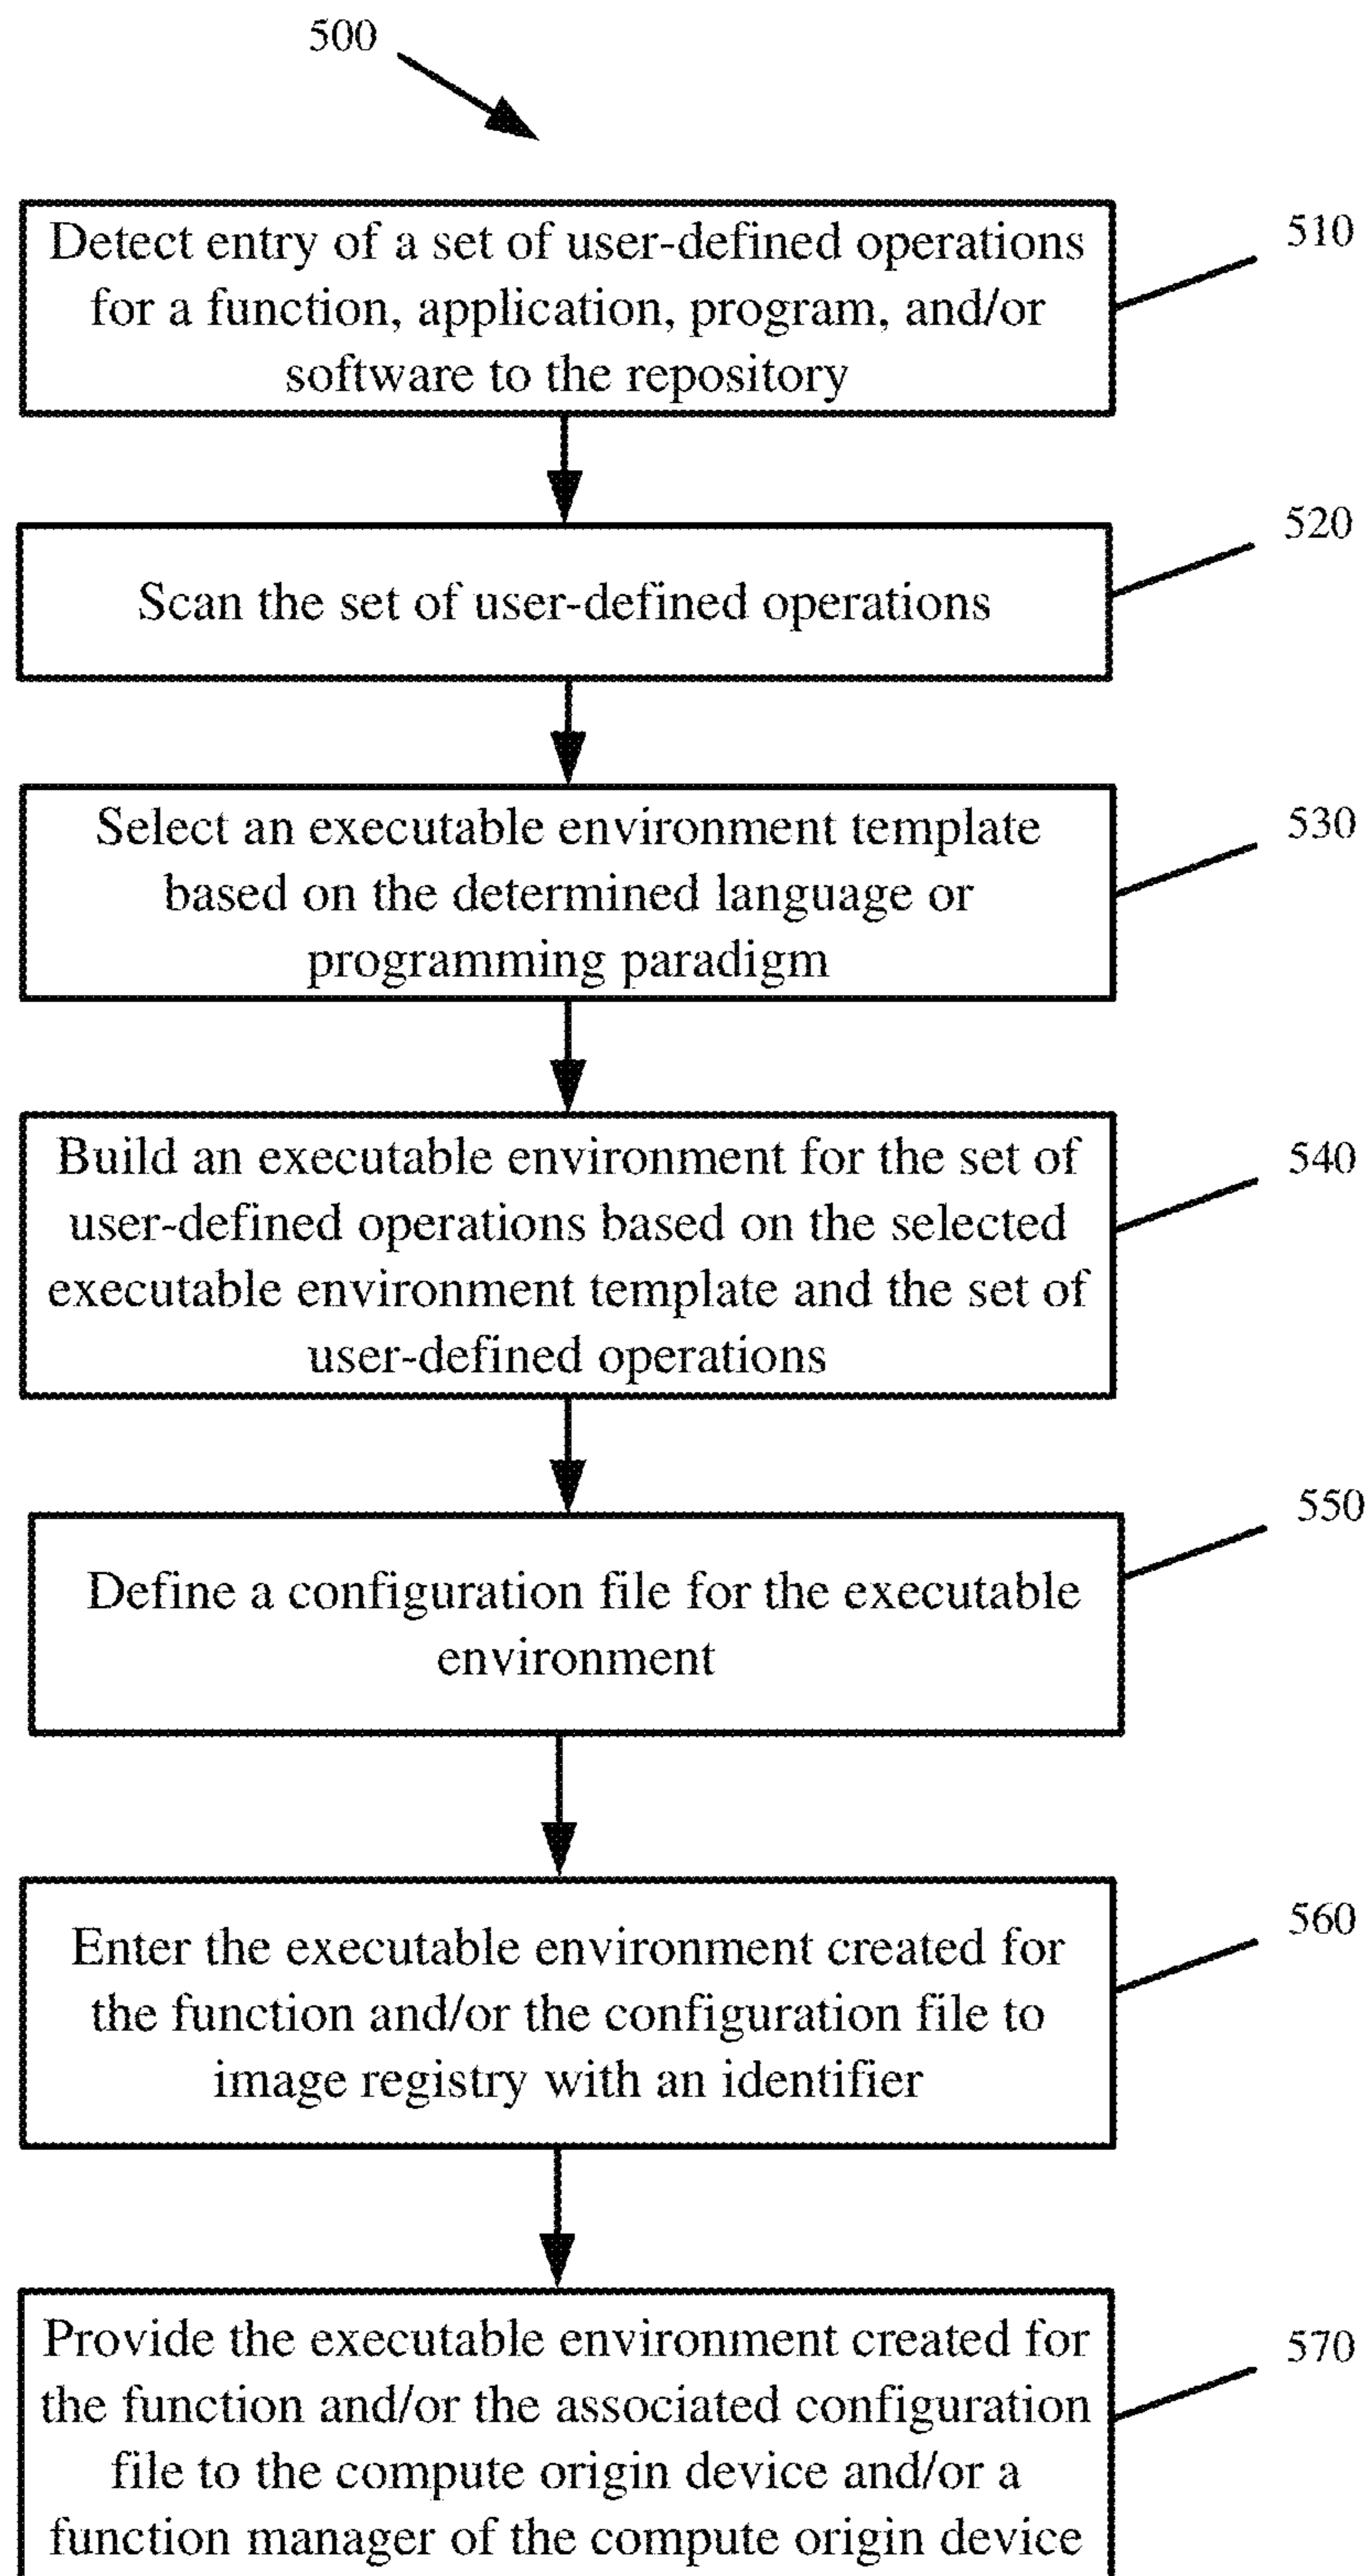 500
Detect entry of a set of user-defined operations
for a function, application, program, and/or
software to the repository
510
Scan the set of user-defined operations
520
Select an executable environment template
based on the determined language or
programming paradigm
530
Build an executable environment for the set of
user-defined operations based on the selected
executable environment template and the set of
user-defined operations
540
Define a configuration file for the executable
environment
550
Enter the executable environment created for
the function and/or the configuration file to
image registry with an identifier
560
Provide the executable environment created for
the function and/or the associated configuration
file to the compute origin device and/or a
function manager of the compute origin device
570